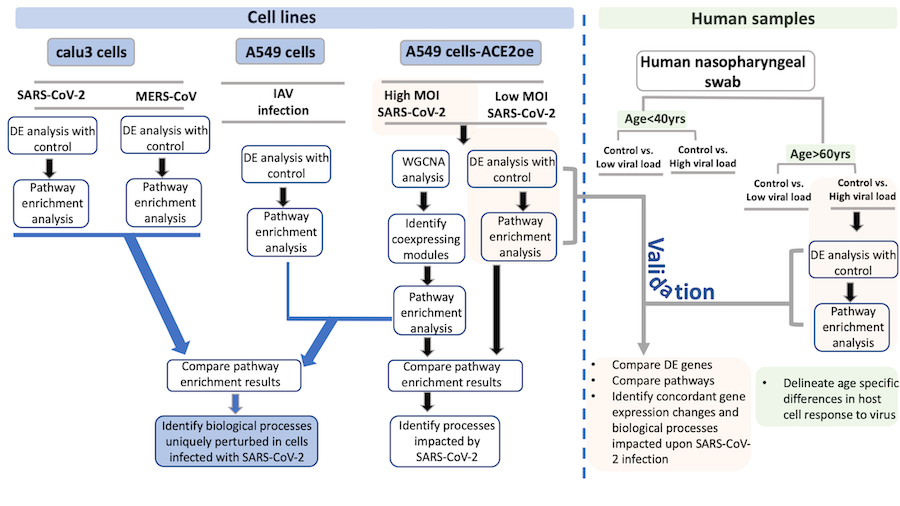 Cell lines
Human samples
calu3 cells
A549 cells
A549 cells-ACE2oe
SARS-CoV-2
MERS-CoV
DE analysis with
control
DE analysis with
control
Pathway
enrichment
analysis
Pathway
enrichment
analysis
IAV
infection
DE analysis with
control
Pathway
enrichment
analysis
High MOI
SARS-CoV-2
Low MOI
SARS-CoV-2
WGCNA
analysis
DE analysis with
control
Identify
coexpressing
modules
Pathway
enrichment
analysis
Pathway
enrichment
analysis
Compare pathway
enrichment results
Compare pathway
enrichment results
Identify biological processes
uniquely perturbed in cells
infected with SARS-CoV-2
Identify processes
impacted by
SARS-CoV-2
Human nasopharyngeal
swab
Age<40yrs
Control vs.
Low viral load
Control vs.
High viral load
Age>60yrs
Control vs.
Low viral load
Control vs.
High viral load
DE analysis with
control
Pathway
enrichment
analysis
Validation
• Compare DE genes
• Compare pathways
• Identify concordant gene
expression changes and
biological processes
impacted upon SARS-CoV-
2 infection
• Delineate age specific
differences in host
cell response to virus